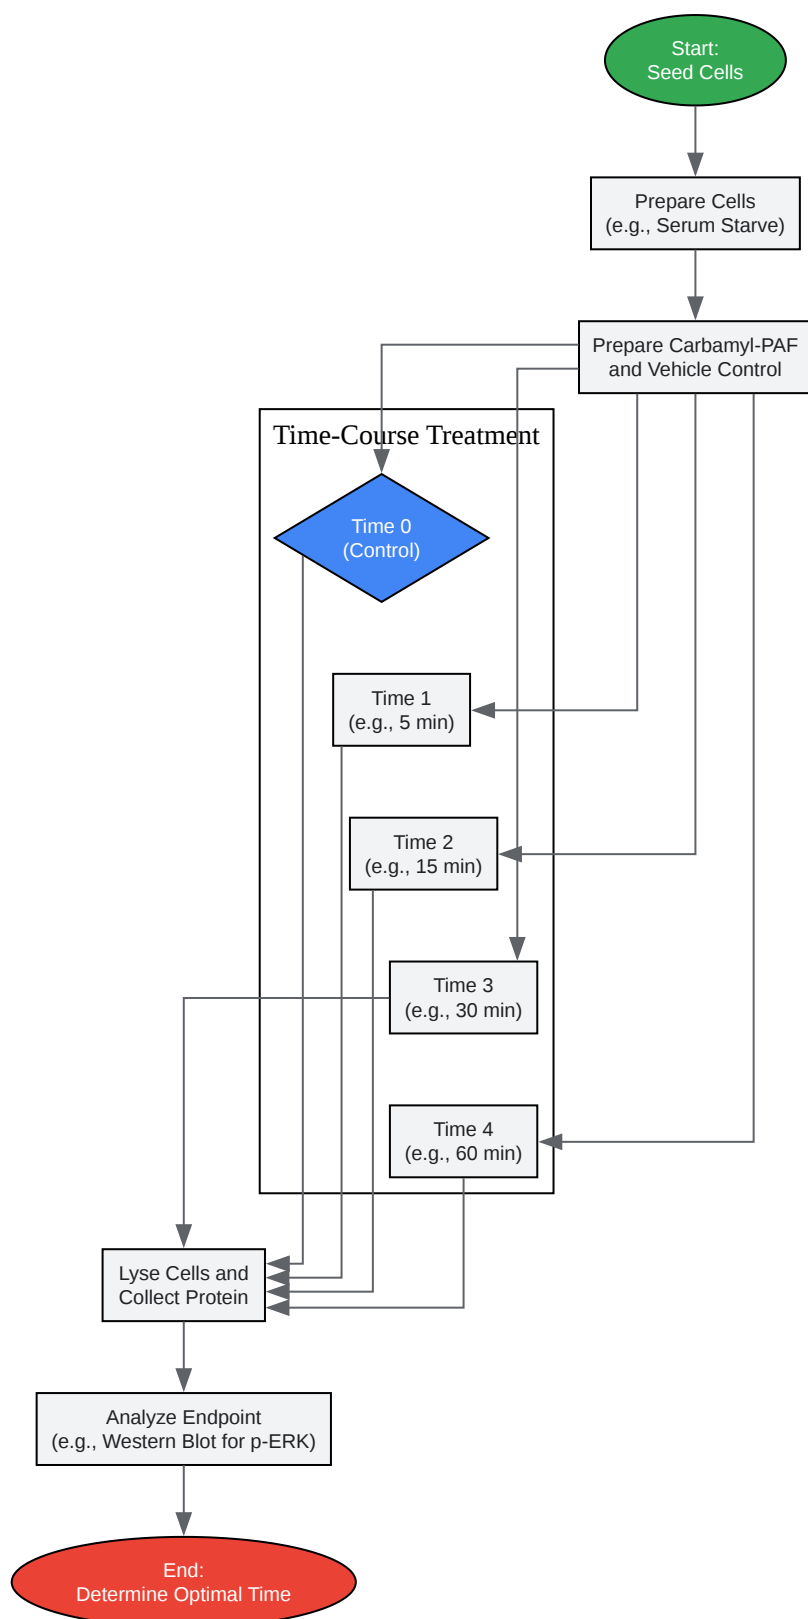 Start:
Seed Cells
Prepare Cells
(e.g., Serum Starve)
Prepare Carbamyl-PAF
and Vehicle Control
Time-Course Treatment
Time 0
(Control)
Time 1
(e.g., 5 min)
Time 2
(e.g., 15 min)
Time 3
(e.g., 30 min)
Time 4
(e.g., 60 min)
Lyse Cells and
Collect Protein
Analyze Endpoint
(e.g., Western Blot for p-ERK)
End:
Determine Optimal Time